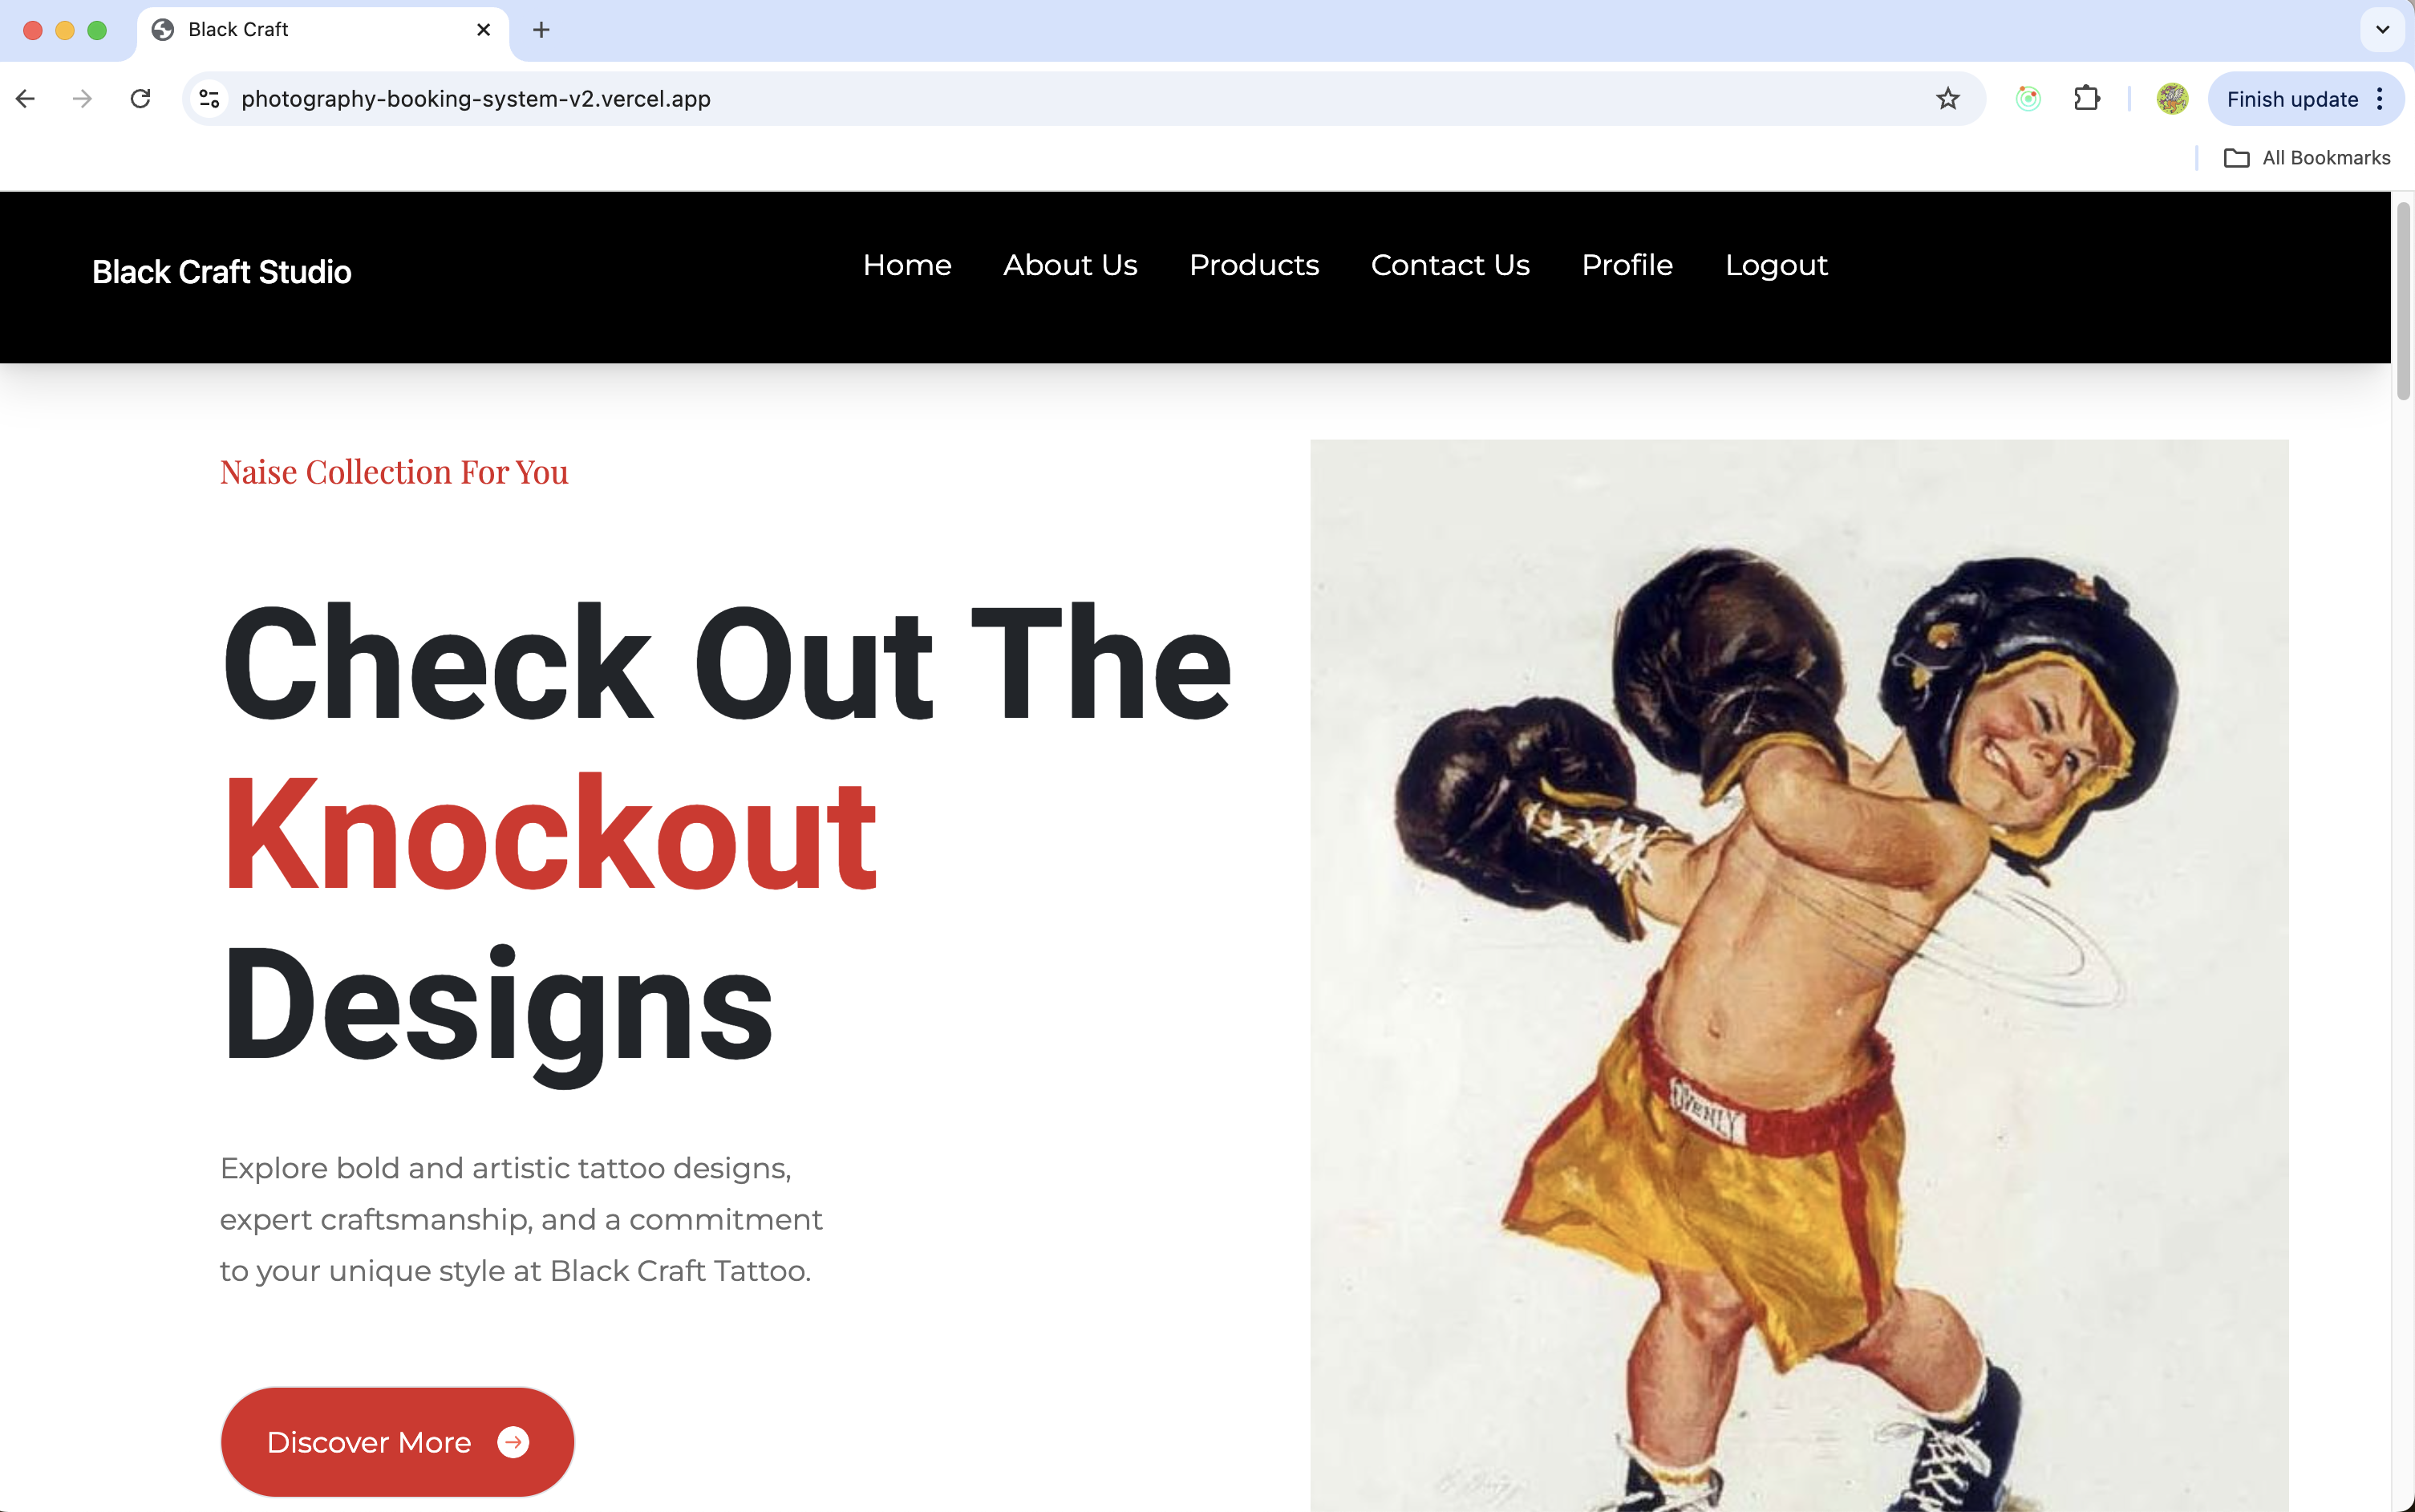 Black Craft
photography-booking-system-v2.vercel.app
Finish update
All Bookmarks
Black Craft Studio
Home
About Us
Products
Contact Us
Profile
Logout
Naise Collection For You
Check Out The
Knockout
Designs
Explore bold and artistic tattoo designs,
expert craftsmanship, and a commitment
to your unique style at Black Craft Tattoo.
Discover More